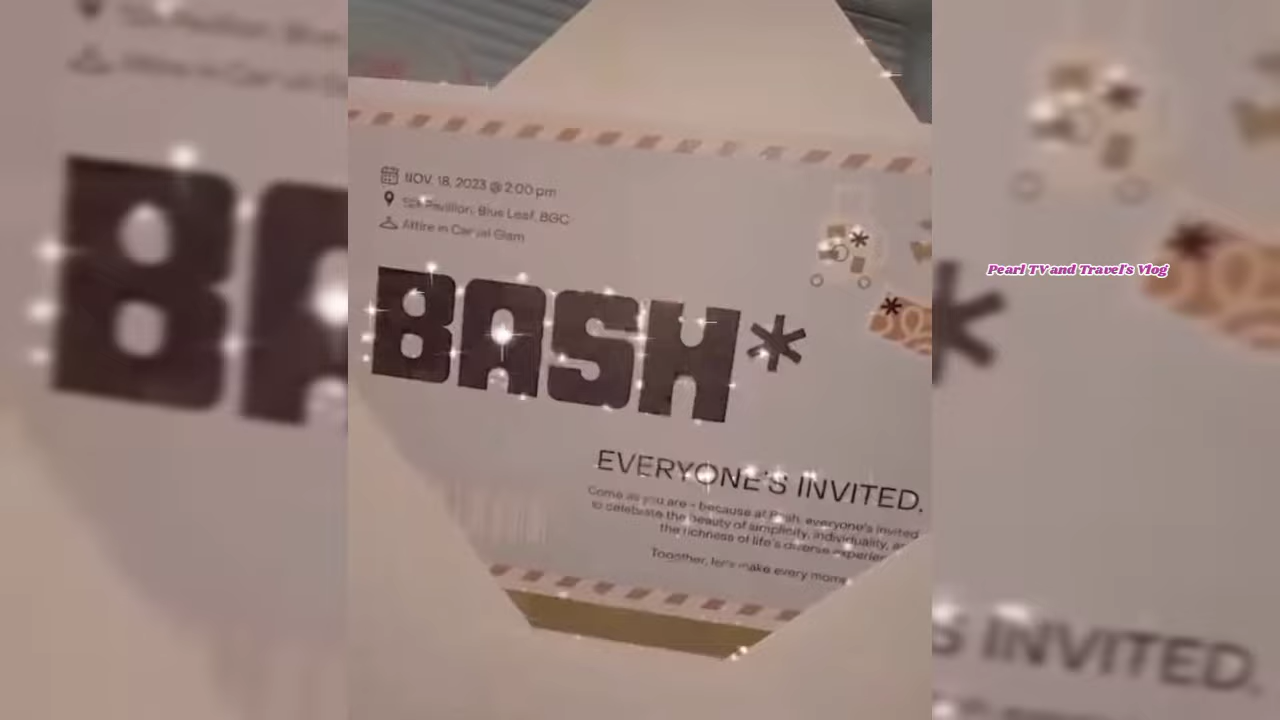 NOV. 18, 2023 @ 2:00 pm
Pavilion, Blue Leaf, BGC
Attire in Casual Glam
BASH*
EVERYONE'S INVITED.
Come as you are - because at Bash, everyone's invited
to celebrate the beauty of simplicity, individuality,
the richness of life's diverse
Together, let's make every
Pearl TV and Travel's Vlog